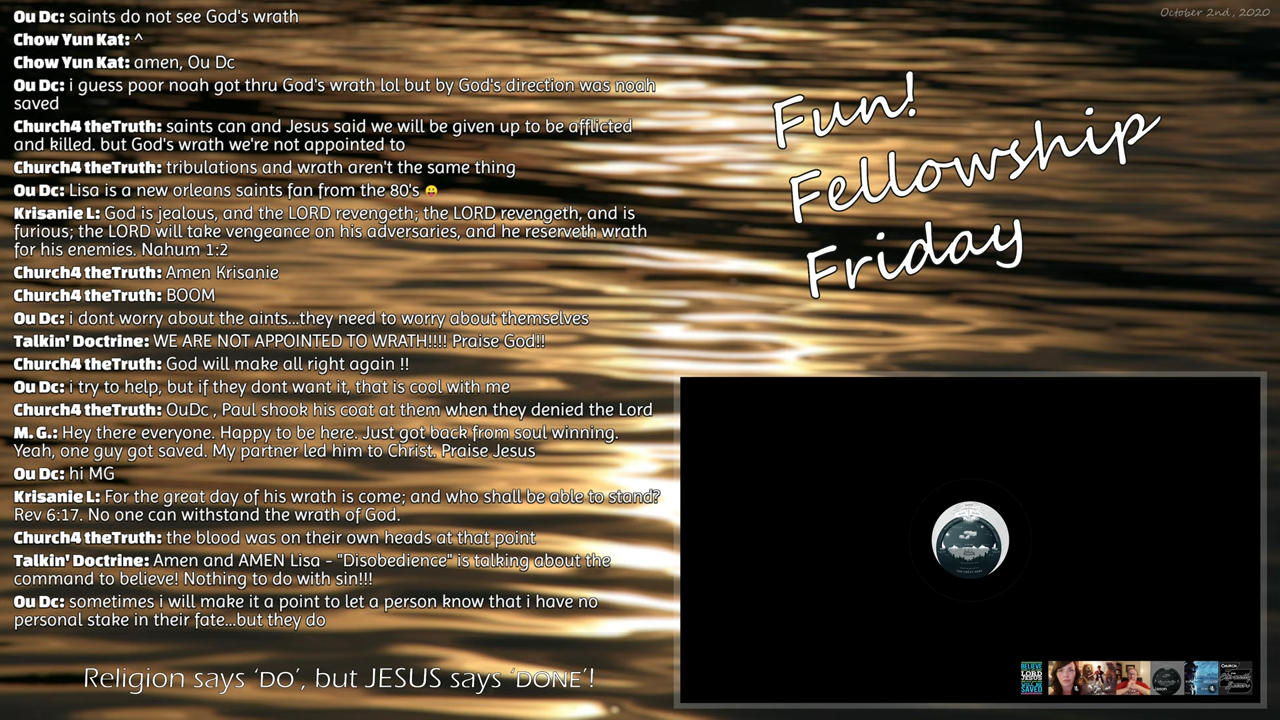 Ou Dc: saints do not see God's wrath
Chow Yun Kat: ^
Chow Yun Kat: amen, Ou Dc
Ou Dc: i guess poor noah got thru God's wrath lol but by God's direction was noah
saved
Church4 theTruth: saints can and Jesus said we will be given up to be afflicted
and killed. but God's wrath we're not appointed to
Church4 theTruth: tribulations and wrath aren't the same thing
Ou Dc: Lisa is a new orleans saints fan from the 80's 😛
Krisanie L: God is jealous, and the LORD revengeth; the LORD revengeth, and is
furious; the LORD will take vengeance on his adversaries, and he reserveth wrath
for his enemies. Nahum 1:2
Church4 theTruth: Amen Krisanie
Church4 theTruth: BOOM
Ou Dc: i dont worry about the aints...they need to worry about themselves
Talkin' Doctrine: WE ARE NOT APPOINTED TO WRATH!!!! Praise God!!
Church4 theTruth: God will make all right again !!
Ou Dc: i try to help, but if they dont want it, that is cool with me
Church4 theTruth: OuDc , Paul shook his coat at them when they denied the Lord
M. G.: Hey there everyone. Happy to be here. Just got back from soul winning.
Yeah, one guy got saved. My partner led him to Christ. Praise Jesus
Ou Dc: hi MG
Krisanie L: For the great day of his wrath is come; and who shall be able to stand?
Rev 6:17. No one can withstand the wrath of God.
Church4 theTruth: the blood was on their own heads at that point
Talkin' Doctrine: Amen and AMEN Lisa - "Disobedience" is talking about the
command to believe! Nothing to do with sin!!!
Ou Dc: sometimes i will make it a point to let a person know that i have no
personal stake in their fate...but they do
Religion says 'DO', but JESUS says 'DONE'!
October 2nd, 2020
Fun!
Fellowship
Friday
BELIEVE
LORD
JESUS
SAVED
Jason
CHURCH